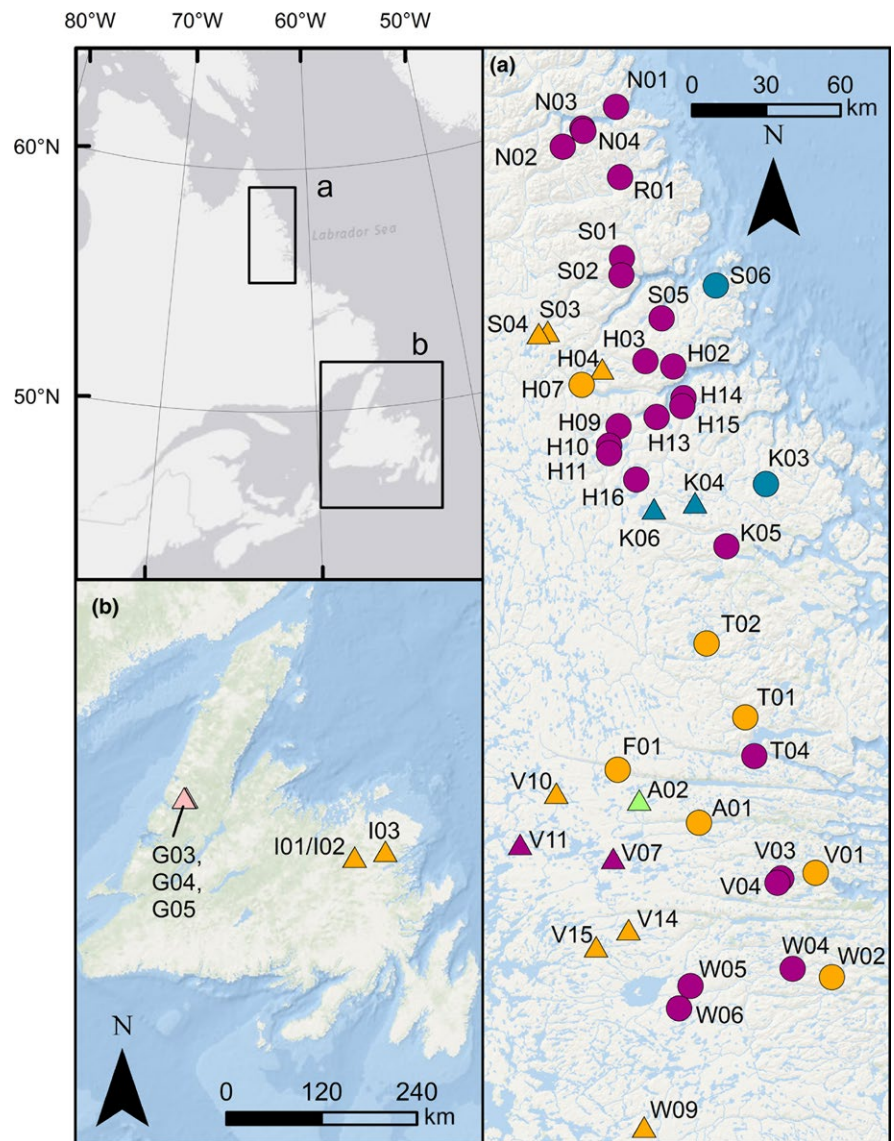 80°W 70°W 60°W 50°W
60°N
50°N
a
Labrador Sea
b
(a)
0 30 60
km
N
N01
N03
N04
N02
R01
S01
S02
S06
S05
S03
S04
H03
H04
H02
H07
H14
H15
H09
H13
H10
H11
H16
K03
K04
K06
K05
T02
T01
T04
F01
V10
A02
A01
V11
V07
V03
V01
V04
V14
V15
W04
W02
W05
W06
W09
(b)
I03
I01/I02
G03,
G04,
G05
N
0 120 240
km